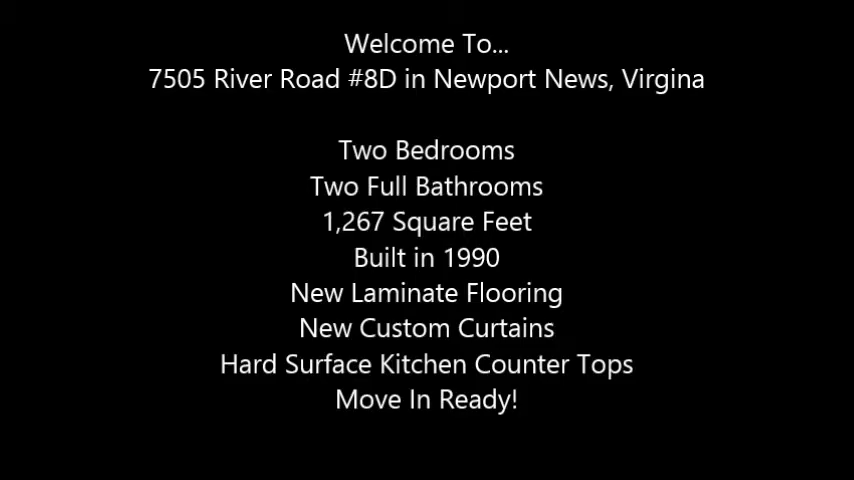 Welcome To...
7505 River Road #8D in Newport News, Virgina
Two Bedrooms
Two Full Bathrooms
1,267 Square Feet
Built in 1990
New Laminate Flooring
New Custom Curtains
Hard Surface Kitchen Counter Tops
Move In Ready!